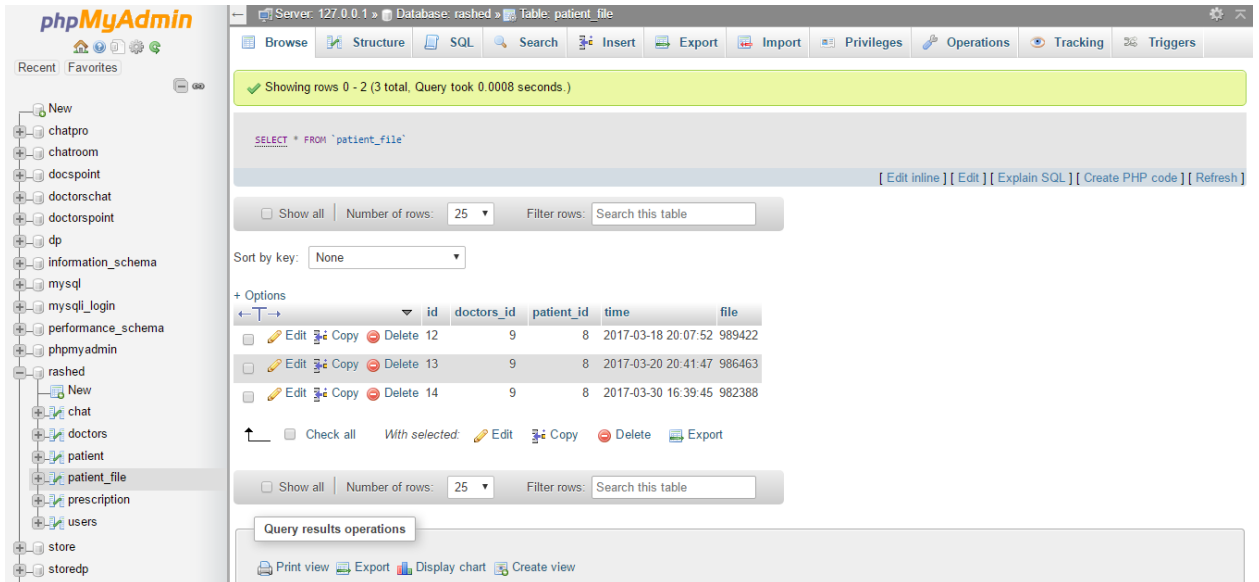 phpMyAdmin
Recent Favorites
New
chatpro
chatroom
docspoint
doctorschat
doctorspoint
dp
information_schema
mysql
mysqli_login
performance_schema
phpmyadmin
rashed
New
chat
doctors
patient
patient_file
prescription
users
store
storedp
Server: 127.0.0.1 » Database: rashed » Table: patient_file
Browse Structure SQL Search Insert Export Import Privileges Operations Tracking Triggers
Showing rows 0 - 2 (3 total, Query took 0.0008 seconds.)
SELECT * FROM `patient_file`
[ Edit inline ] [ Edit ] [ Explain SQL ] [ Create PHP code ] [ Refresh ]
Show all Number of rows: 25 Filter rows: Search this table
Sort by key: None
+ Options
id doctors_id patient_id time file
Edit Copy Delete 12 9 8 2017-03-18 20:07:52 989422
Edit Copy Delete 13 9 8 2017-03-20 20:41:47 986463
Edit Copy Delete 14 9 8 2017-03-30 16:39:45 982388
Check all With selected: Edit Copy Delete Export
Show all Number of rows: 25 Filter rows: Search this table
Query results operations
Print view Export Display chart Create view